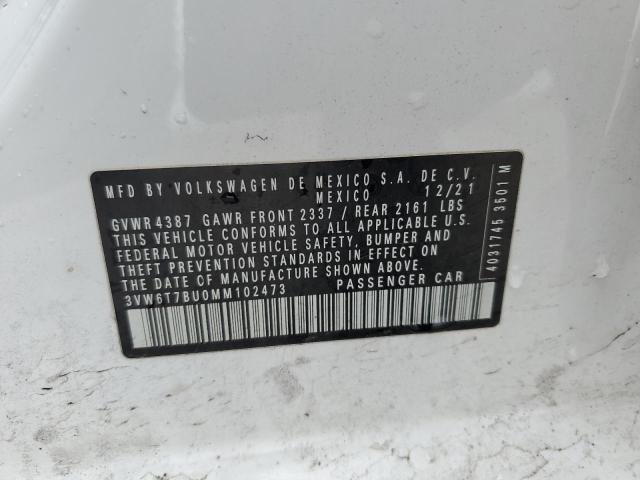 MFD BY VOLKSWAGEN DE MEXICO S.A. DE C.V.
MEXICO 12/21
GVWR 4387 GAWR FRONT 2337 / REAR 2161 LBS
THIS VEHICLE CONFORMS TO ALL APPLICABLE U.S.
FEDERAL MOTOR VEHICLE SAFETY, BUMPER AND
THEFT PREVENTION STANDARDS IN EFFECT ON
THE DATE OF MANUFACTURE SHOWN ABOVE.
3VW6T7BU0MM102473 PASSENGER CAR
4031745 3501 M